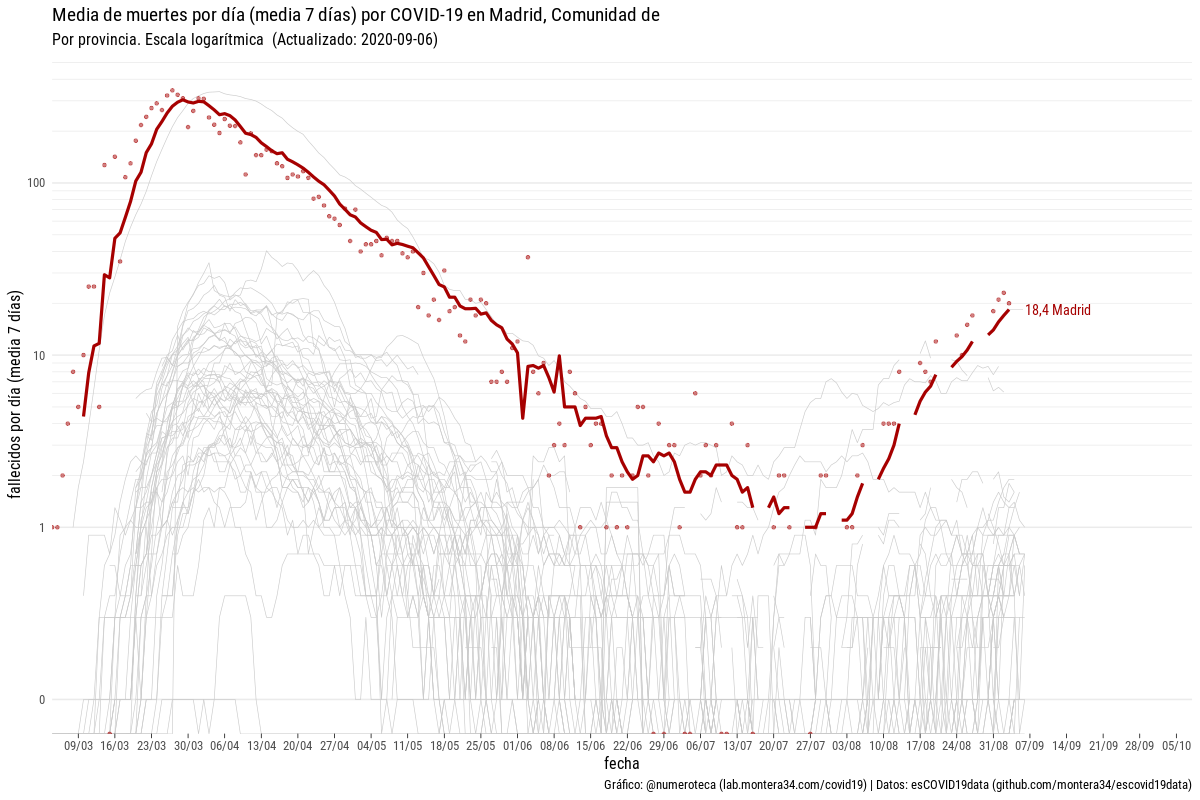 Media de muertes por día (media 7 días) por COVID-19 en Madrid, Comunidad de
Por provincia. Escala logarítmica (Actualizado: 2020-09-06)
fallecidos por día (media 7 días)
100
10
1
0
18,4 Madrid
09/03 16/03 23/03 30/03 06/04 13/04 20/04 27/04 04/05 11/05 18/05 25/05 01/06 08/06 15/06 22/06 29/06 06/07 13/07 20/07 27/07 03/08 10/08 17/08 24/08 31/08 07/09 14/09 21/09 28/09 05/10
fecha
Gráfico: @numeroteca (lab.montera34.com/covid19) | Datos: esCOVID19data (github.com/montera34/escovid19data)